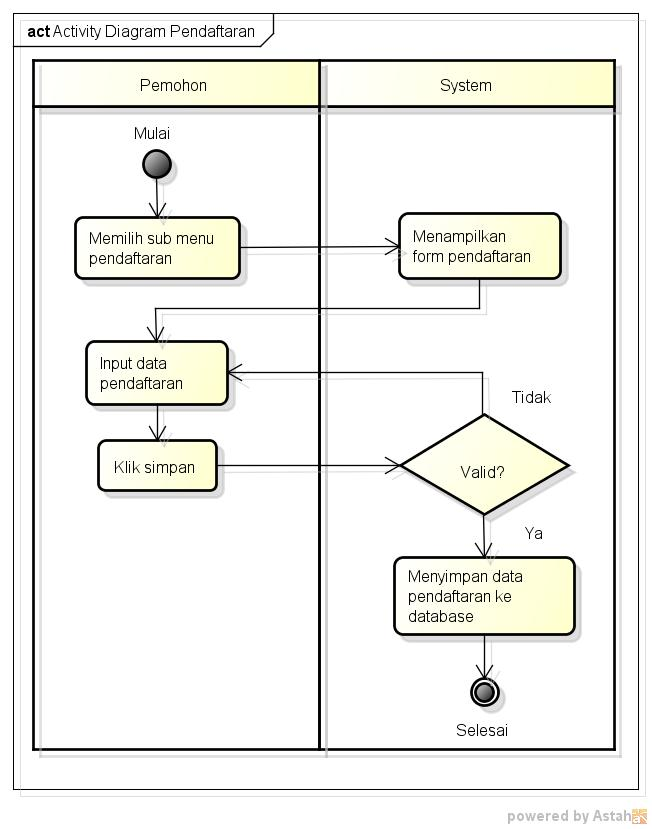 act Activity Diagram Pendaftaran
Pemohon
System
Mulai
Memilih sub menu
pendaftaran
Menampilkan
form pendaftaran
Input data
pendaftaran
Tidak
Klik simpan
Valid?
Ya
Menyimpan data
pendaftaran ke
database
Selesai
powered by Astah